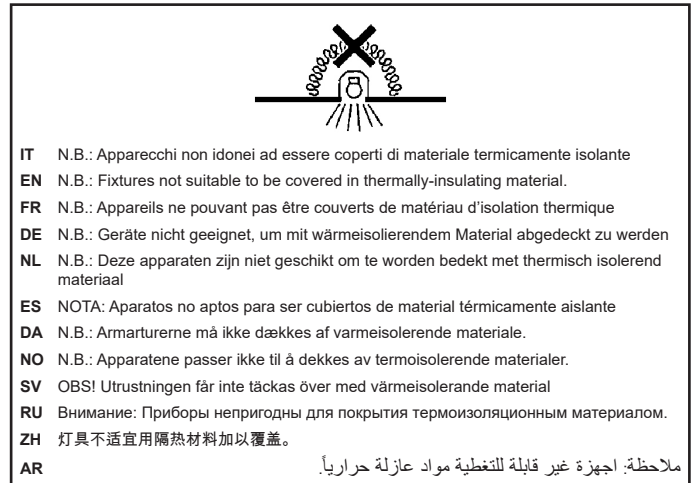 IT N.B.: Apparecchi non idonei ad essere coperti di materiale termicamente isolante
EN N.B.: Fixtures not suitable to be covered in thermally-insulating material.
FR N.B.: Appareils ne pouvant pas être couverts de matériau d’isolation thermique
DE N.B.: Geräte nicht geeignet, um mit wärmeisolierendem Material abgedeckt zu werden
NL N.B.: Deze apparaten zijn niet geschikt om te worden bedekt met thermisch isolerend
materiaal
ES NOTA: Aparatos no aptos para ser cubiertos de material térmicamente aislante
DA N.B.: Armarturerne må ikke dækkes af varmeisolerende materiale.
NO N.B.: Apparatene passer ikke til å dekkes av termoisolerende materialer.
SV OBS! Utrustningen får inte täckas över med värmeisolerande material
RU Внимание: Приборы непригодны для покрытия термоизоляционным материалом.
ZH 灯具不适宜用隔热材料加以覆盖。
AR ملاحظة: اجهزة غير قابلة للتغطية مواد عازلة حرارياً.